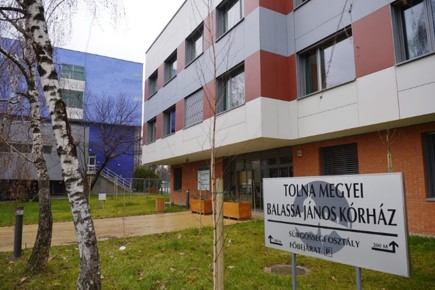 TOLNA MEGYEI
BALASSA JÁNOS KÓRHÁZ
SÜRGŐSSÉGI OSZTÁLY
FŐBEJÁRAT P
200 M